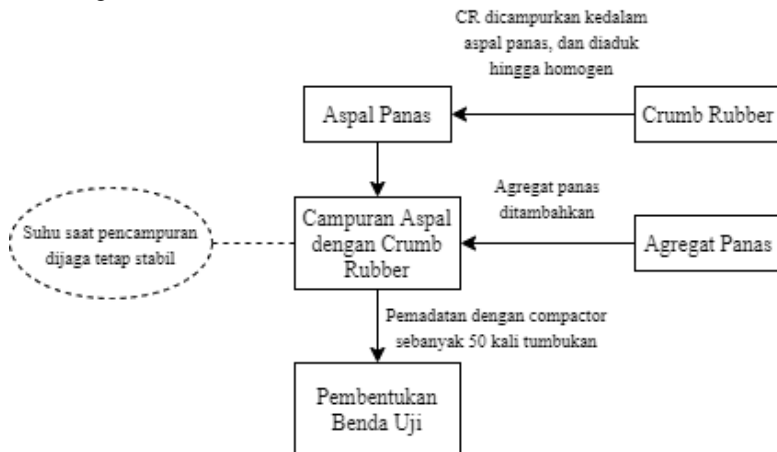 CR dicampurkan kedalam
aspal panas, dan diaduk
hingga homogen
Aspal Panas
Crumb Rubber
Agregat panas
ditambahkan
Suhu saat pencampuran
dijaga tetap stabil
Campuran Aspal
dengan Crumb
Rubber
Agregat Panas
Pemadatan dengan compactor
sebanyak 50 kali tumbukan
Pembentukan
Benda Uji